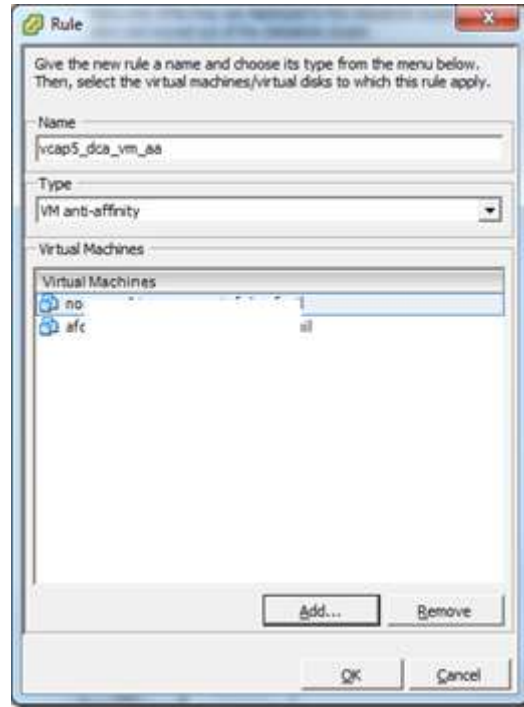 Rule
Give the new rule a name and choose its type from the menu below.
Then, select the virtual machines/virtual disks to which this rule apply.
Name
vcap5_dca_vm_aa
Type
VM anti-affinity
Virtual Machines
Virtual Machines
no
afc
Add...
Remove
OK
Cancel